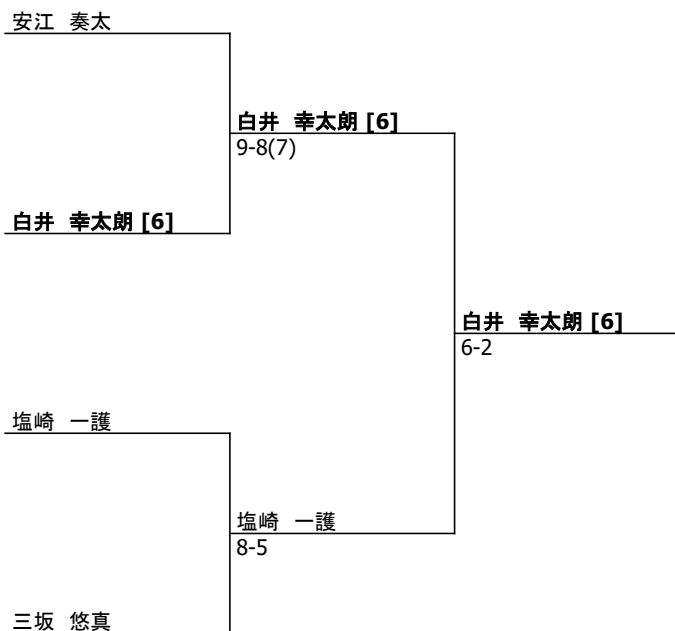 安江　奏太
白井　幸太朗 [6]
9-8(7)
白井　幸太朗 [6]
白井　幸太朗 [6]
6-2
塩崎　一護
塩崎　一護
8-5
三坂　悠真